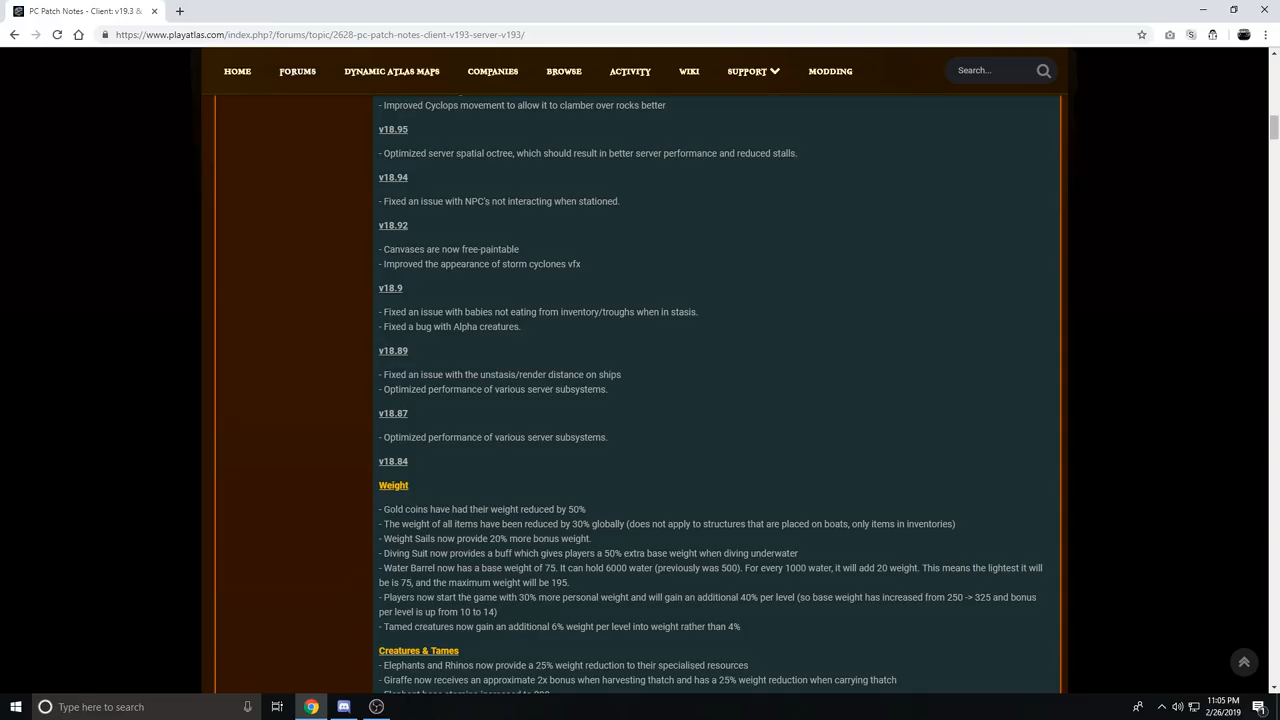 PC Patch Notes - Client: v19.3 &
https://www.playatlas.com/index.php?/forums/topic/2628-pc-patch-notes-client-v193-server-v193/
HOME FORUMS DYNAMIC ATLAS MAPS COMPANIES BROWSE ACTIVITY WIKI SUPPORT MODDING Search...
- Improved Cyclops movement to allow it to clamber over rocks better
v18.95
- Optimized server spatial octree, which should result in better server performance and reduced stalls.
v18.94
- Fixed an issue with NPC's not interacting when stationed.
v18.92
- Canvases are now free-paintable
- Improved the appearance of storm cyclones vfx
v18.9
- Fixed an issue with babies not eating from inventory/troughs when in stasis.
- Fixed a bug with Alpha creatures.
v18.89
- Fixed an issue with the unstasis/render distance on ships
- Optimized performance of various server subsystems.
v18.87
- Optimized performance of various server subsystems.
v18.84
Weight
- Gold coins have had their weight reduced by 50%
- The weight of all items have been reduced by 30% globally (does not apply to structures that are placed on boats, only items in inventories)
- Weight Sails now provide 20% more bonus weight.
- Diving Suit now provides a buff which gives players a 50% extra base weight when diving underwater
- Water Barrel now has a base weight of 75. It can hold 6000 water (previously was 500). For every 1000 water, it will add 20 weight. This means the lightest it will
be is 75, and the maximum weight will be 195.
- Players now start the game with 30% more personal weight and will gain an additional 40% per level (so base weight has increased from 250 -> 325 and bonus
per level is up from 10 to 14)
- Tamed creatures now gain an additional 6% weight per level into weight rather than 4%
Creatures & Tames
- Elephants and Rhinos now provide a 25% weight reduction to their specialised resources
- Giraffe now receives an approximate 2x bonus when harvesting thatch and has a 25% weight reduction when carrying thatch
- Elephant base stamina increased to 200
Type here to search
11:05 PM
2/26/2019